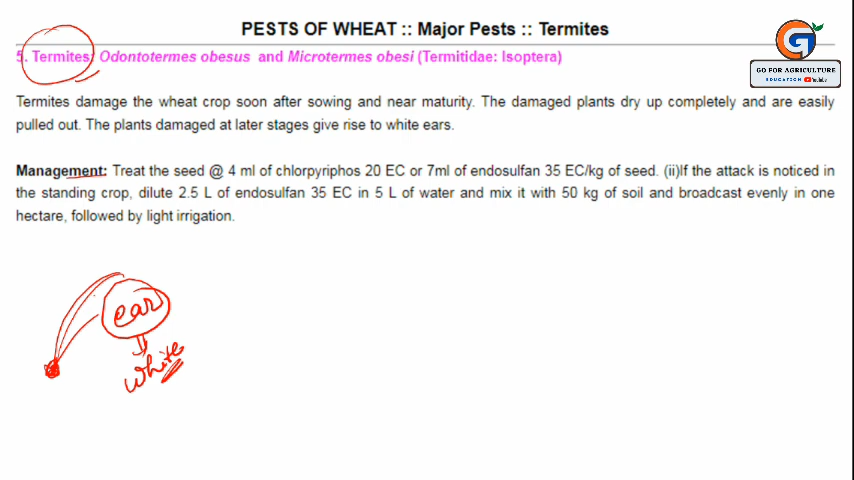 PESTS OF WHEAT :: Major Pests :: Termites
5. Termites: Odontotermes obesus and Microtermes obesi (Termitidae: Isoptera)
GO FOR AGRICULTURE
EDUCATION YouTube
Termites damage the wheat crop soon after sowing and near maturity. The damaged plants dry up completely and are easily
pulled out. The plants damaged at later stages give rise to white ears.
Management: Treat the seed @ 4 ml of chlorpyriphos 20 EC or 7ml of endosulfan 35 EC/kg of seed. (ii)If the attack is noticed in
the standing crop, dilute 2.5 L of endosulfan 35 EC in 5 L of water and mix it with 50 kg of soil and broadcast evenly in one
hectare, followed by light irrigation.
ear
white